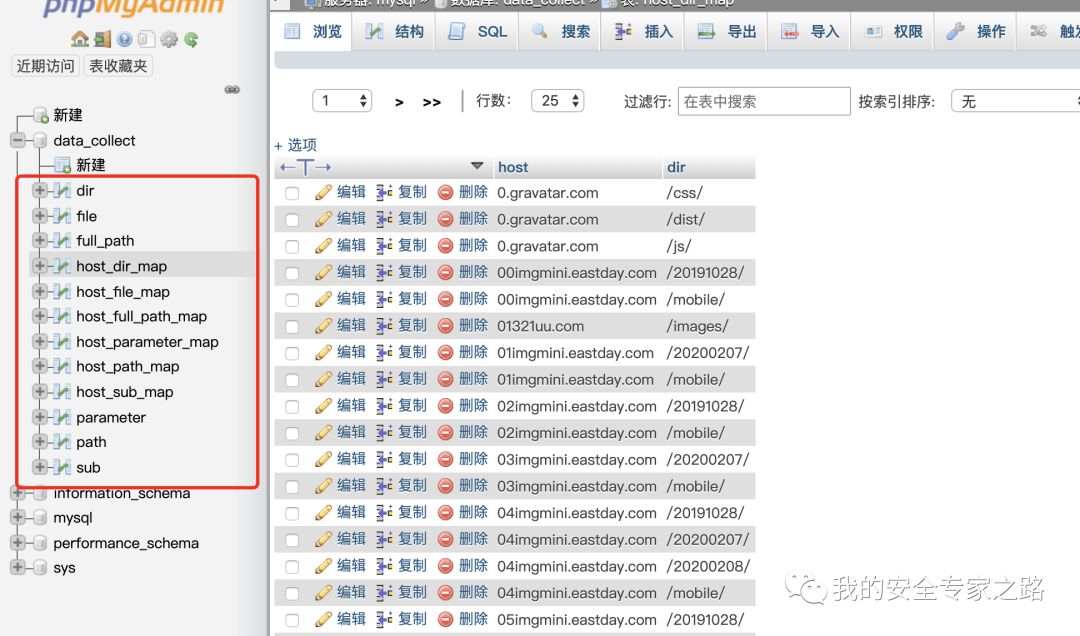 phpMyAdmin
服务器: mysql » 数据库: data_collect » 表: host_dir_map
浏览 结构 SQL 搜索 插入 导出 导入 权限 操作
近期访问 表收藏夹
新建
data_collect
新建
dir
file
full_path
host_dir_map
host_file_map
host_full_path_map
host_parameter_map
host_path_map
host_sub_map
parameter
path
sub
information_schema
mysql
performance_schema
sys
1 > >> | 行数: 25 过滤行: 在表中搜索 按索引排序: 无
+ 选项
←T→ host dir
编辑 复制 删除 0.gravatar.com /css/
编辑 复制 删除 0.gravatar.com /dist/
编辑 复制 删除 0.gravatar.com /js/
编辑 复制 删除 00imgmini.eastday.com /20191028/
编辑 复制 删除 00imgmini.eastday.com /mobile/
编辑 复制 删除 01321uu.com /images/
编辑 复制 删除 01imgmini.eastday.com /20200207/
编辑 复制 删除 01imgmini.eastday.com /mobile/
编辑 复制 删除 02imgmini.eastday.com /20191028/
编辑 复制 删除 02imgmini.eastday.com /mobile/
编辑 复制 删除 03imgmini.eastday.com /20200207/
编辑 复制 删除 03imgmini.eastday.com /mobile/
编辑 复制 删除 04imgmini.eastday.com /20191028/
编辑 复制 删除 04imgmini.eastday.com /20200207/
编辑 复制 删除 04imgmini.eastday.com /20200208/
编辑 复制 删除 04imgmini.eastday.com /mobile/
编辑 复制 删除 05imgmini.eastday.com /20191028/
我的安全专家之路